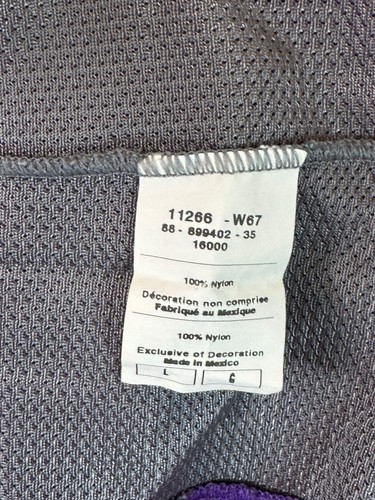 11266 -W67
88- 899402 - 35
16000
100% Nylon
Décoration non comprise
Fabriqué au Mexique
100% Nylon
Exclusive of Decoration
Made in Mexico
L G